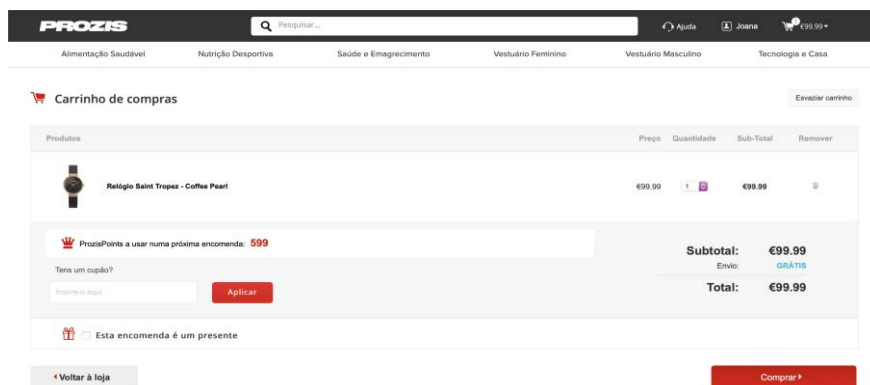 PROZIS Pesquisar... Ajuda Joana €99.99
Alimentação Saudável Nutrição Desportiva Saúde e Emagrecimento Vestuário Feminino Vestuário Masculino Tecnologia e Casa
Carrinho de compras Esvaziar carrinho
Produtos Preço Quantidade Sub-Total Remover
Relógio Saint Tropez - Coffee Pearl €99.99 1 €99.99
ProzisPoints a usar numa próxima encomenda: 599
Subtotal: €99.99
Envio: GRÁTIS
Tens um cupão?
Insere-o aqui Aplicar
Total: €99.99
Esta encomenda é um presente
Voltar à loja Comprar